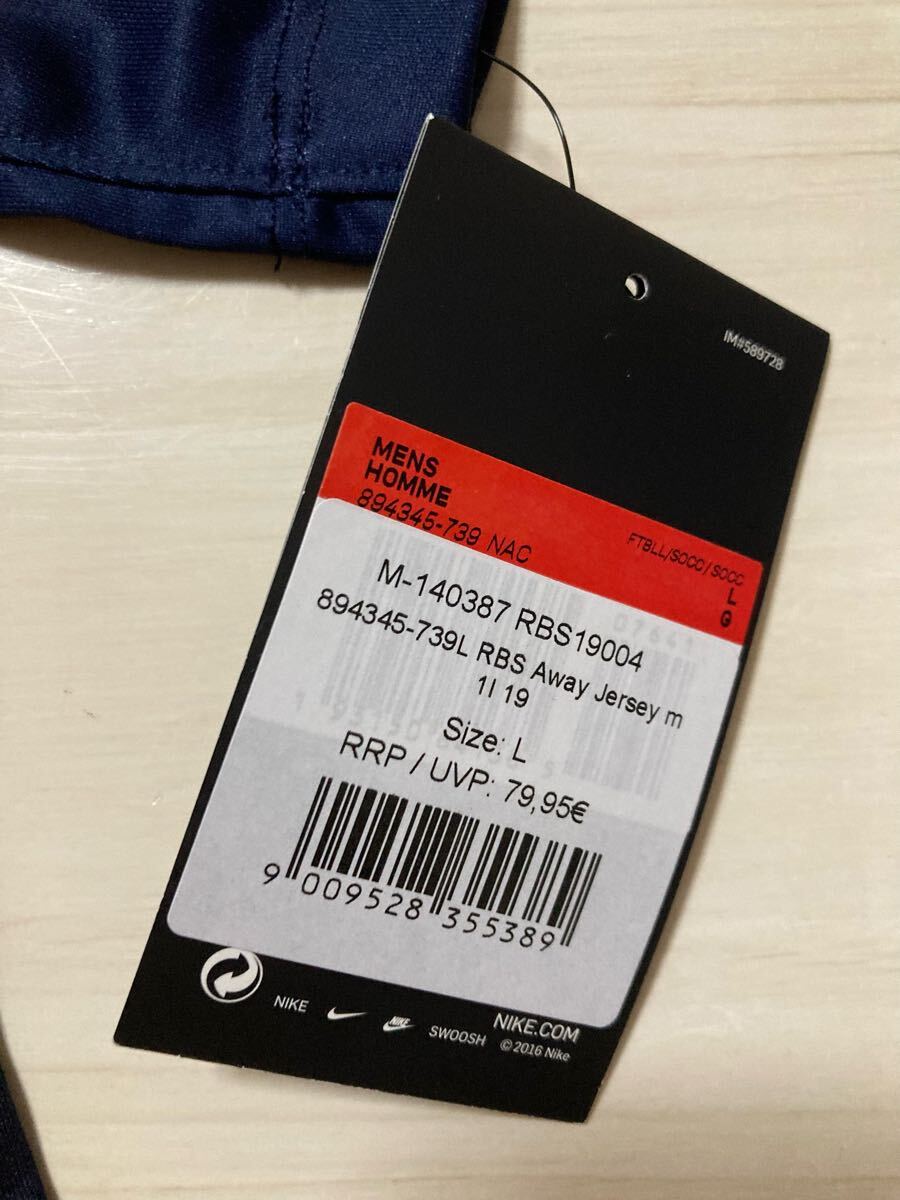 IM#589728
MENS
HOMME
894345-739 NAC
FTBLL/SOCC/SOCC
L
G
M-140387 RBS19004
894345-739L RBS Away Jersey m
1l 19
Size: L
RRP / UVP: 79,95€
9 009528 355389
NIKE
NIKE
SWOOSH
NIKE.COM
© 2016 Nike